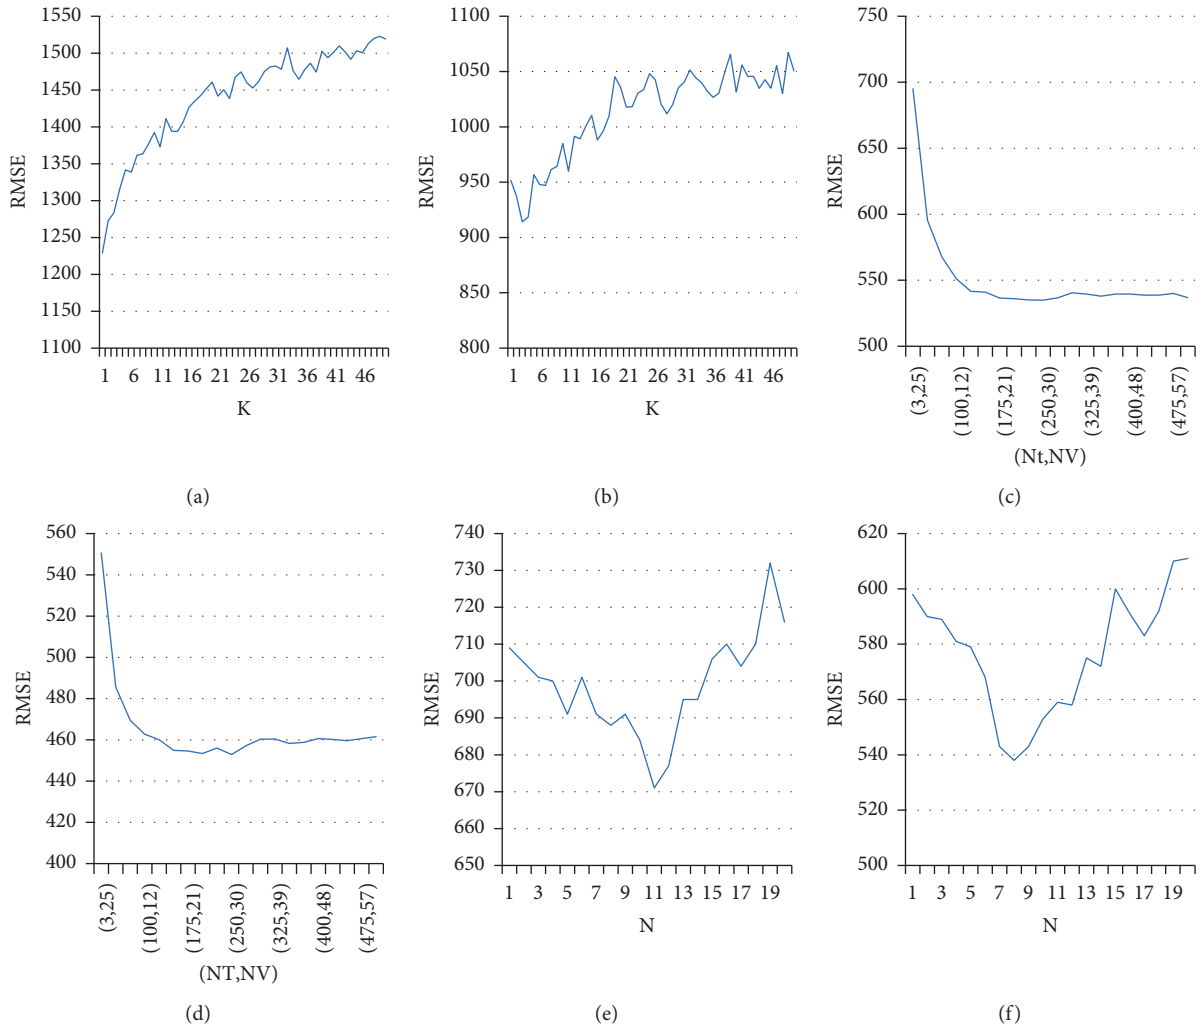 1550
1500
1450
1400
1350
1300
1250
1200
1150
1100
RMSE
1 6 11 16 21 26 31 36 41 46
K
(a)
1100
1050
1000
950
900
850
800
RMSE
1 6 11 16 21 26 31 36 41 46
K
(b)
750
700
650
600
550
500
RMSE
(3,25) (100,12) (175,21) (250,30) (325,39) (400,48) (475,57)
(Nt,NV)
(c)
560
540
520
500
480
460
440
420
400
RMSE
(3,25) (100,12) (175,21) (250,30) (325,39) (400,48) (475,57)
(NT,NV)
(d)
740
730
720
710
700
690
680
670
660
650
RMSE
1 3 5 7 9 11 13 15 17 19
N
(e)
620
600
580
560
540
520
500
RMSE
1 3 5 7 9 11 13 15 17 19
N
(f)